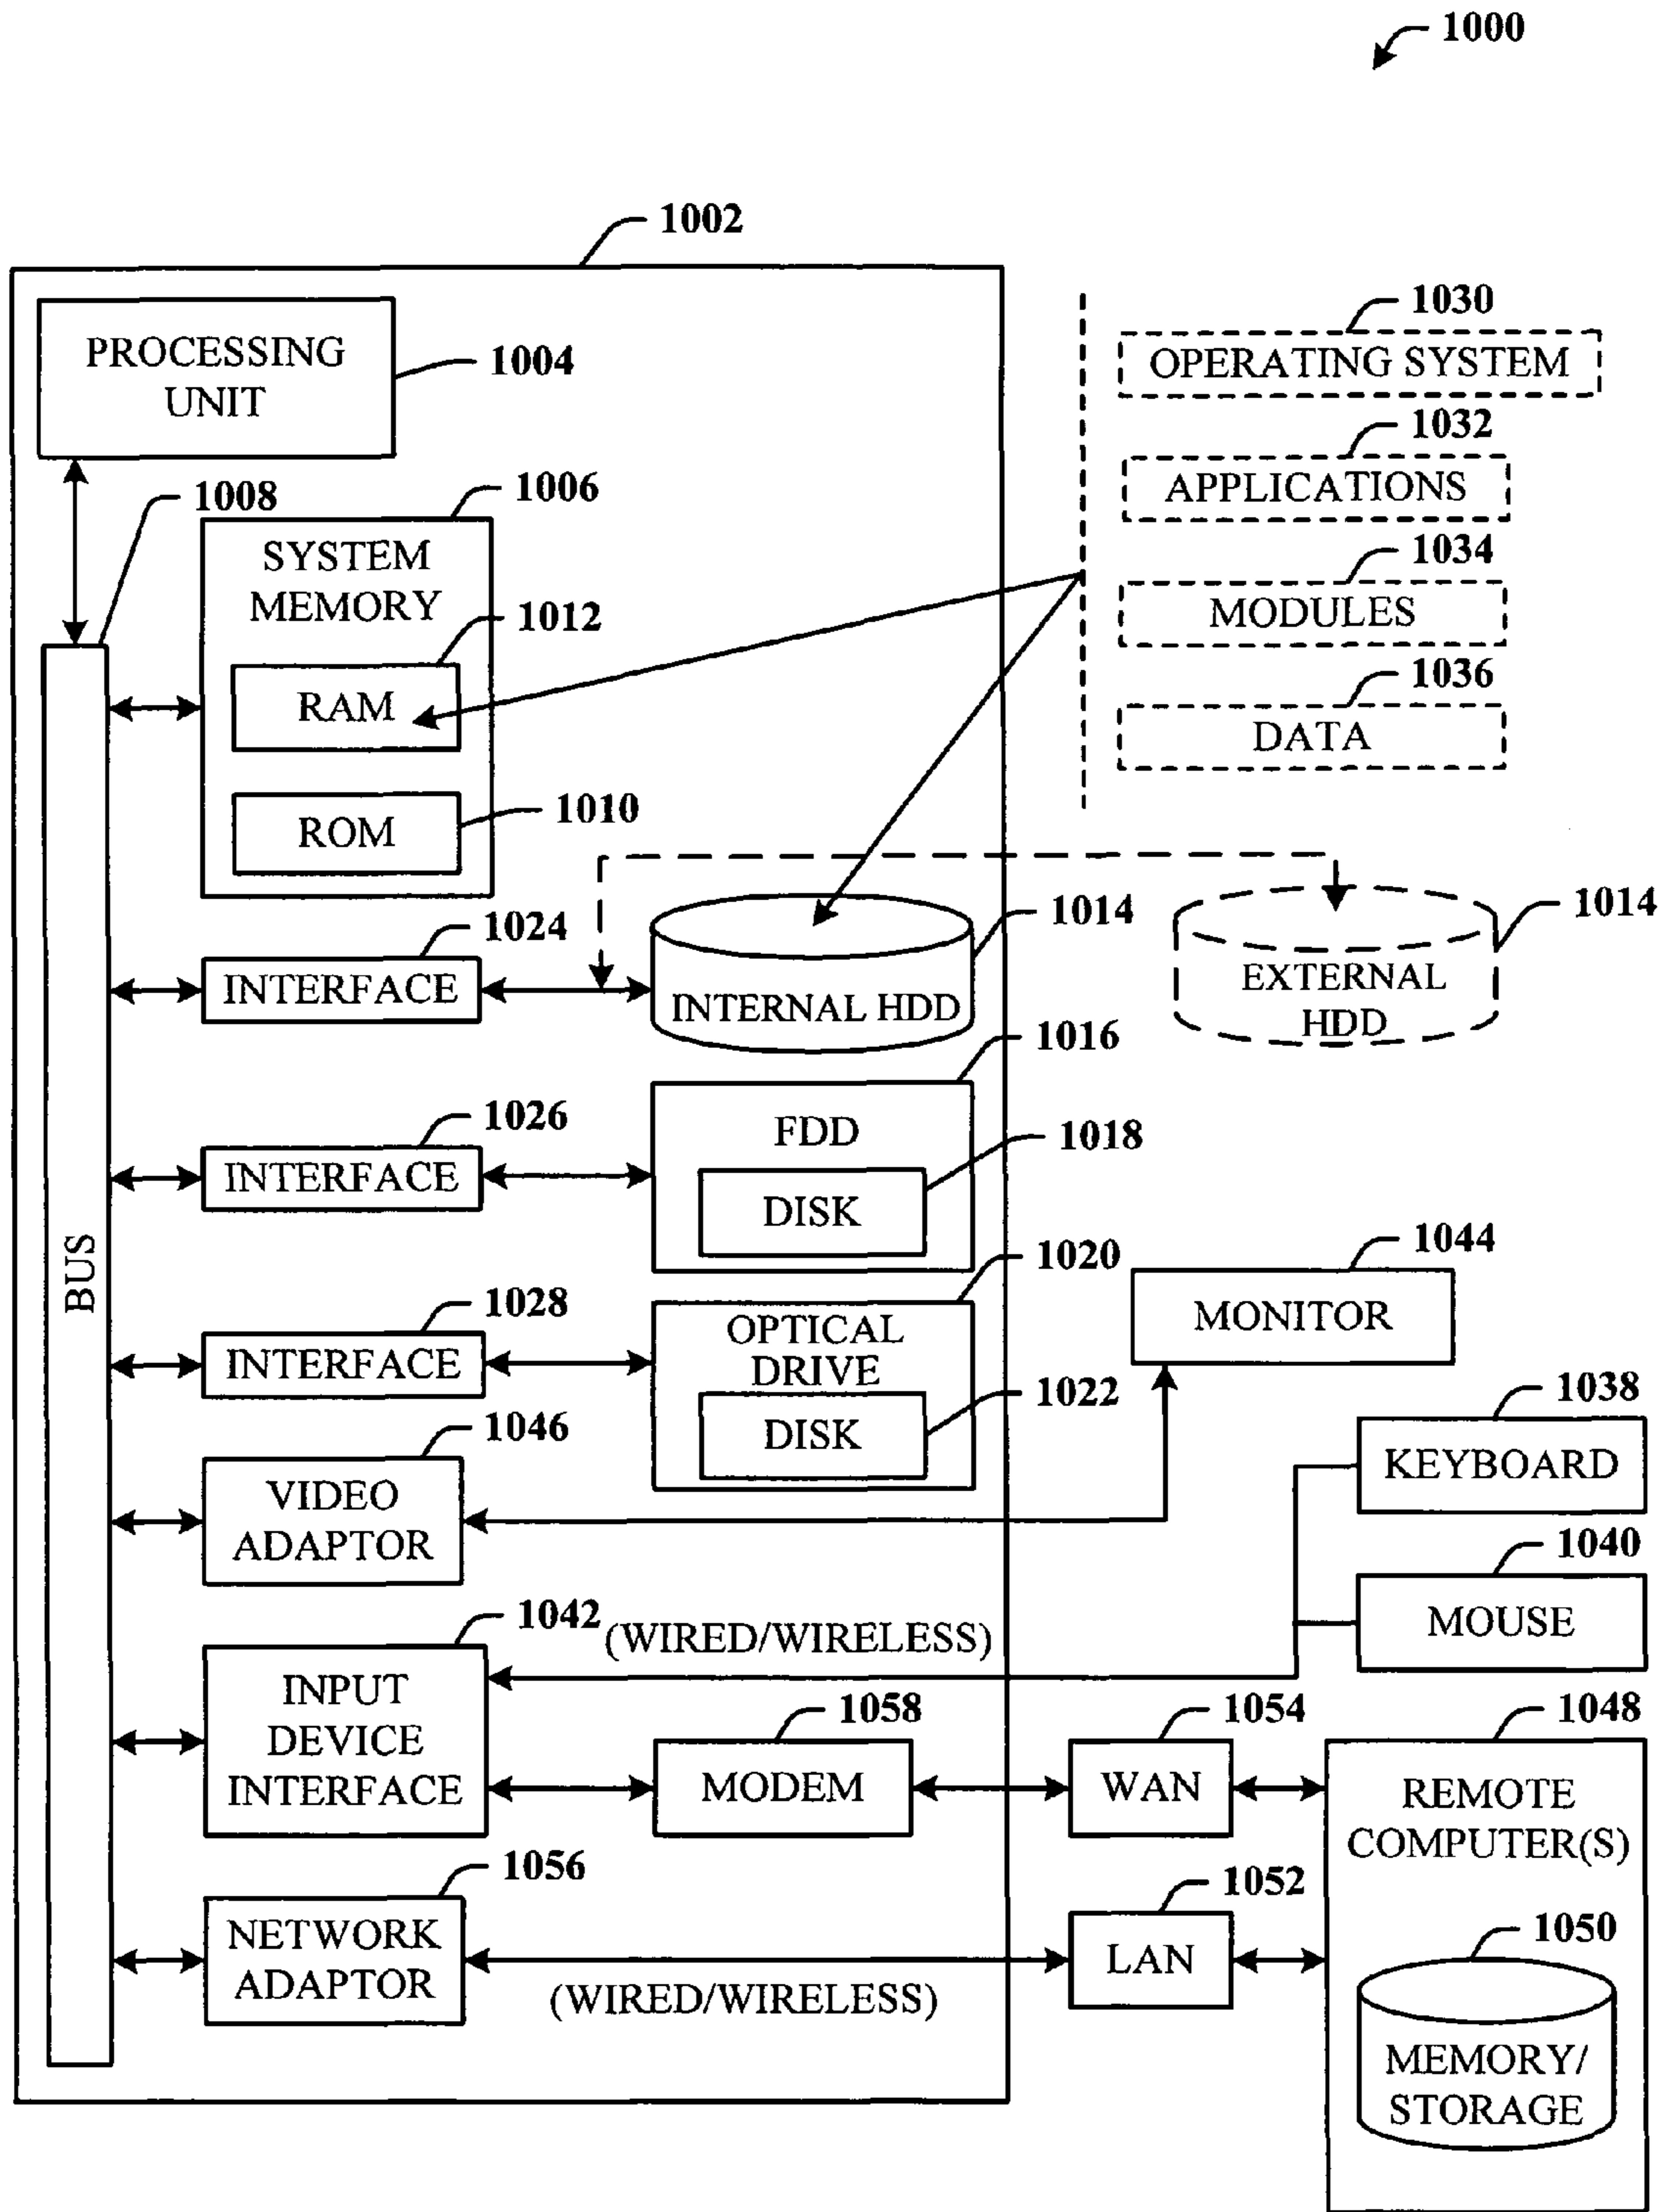 1000
1002
PROCESSING
UNIT
1004
1030
OPERATING SYSTEM
1032
APPLICATIONS
1034
MODULES
1036
DATA
1008
1006
SYSTEM
MEMORY
1012
RAM
1010
ROM
BUS
1024
INTERFACE
1014
INTERNAL HDD
1014
EXTERNAL
HDD
1026
INTERFACE
1016
FDD
1018
DISK
1028
INTERFACE
1020
OPTICAL
DRIVE
1022
DISK
1044
MONITOR
1046
VIDEO
ADAPTOR
1038
KEYBOARD
1040
MOUSE
1042
(WIRED/WIRELESS)
INPUT
DEVICE
INTERFACE
1058
MODEM
1054
WAN
1048
REMOTE
COMPUTER(S)
1056
NETWORK
ADAPTOR
(WIRED/WIRELESS)
1052
LAN
1050
MEMORY/
STORAGE